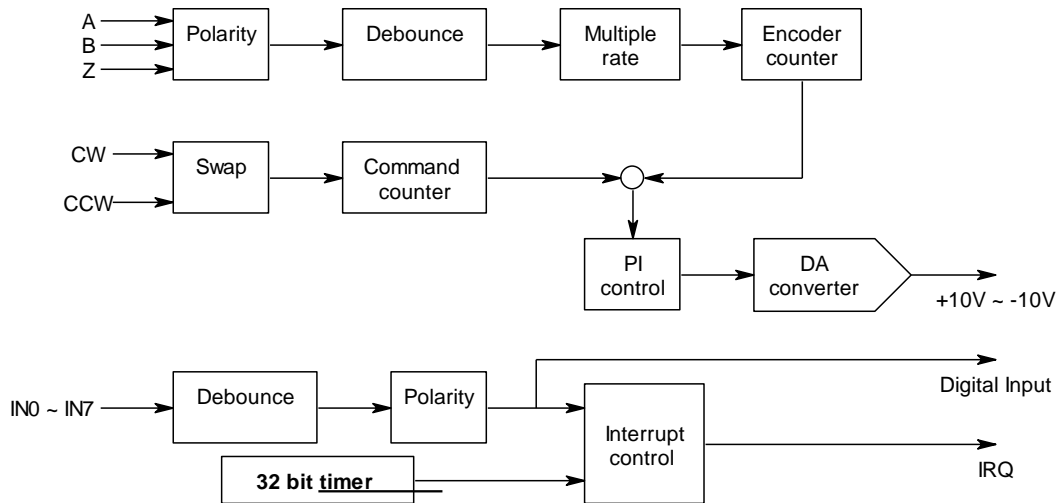 A
B
Z
Polarity
Debounce
Multiple
rate
Encoder
counter
CW
CCW
Swap
Command
counter
PI
control
DA
converter
+10V ~ -10V
IN0 ~ IN7
Debounce
Polarity
Interrupt
control
Digital Input
IRQ
32 bit timer